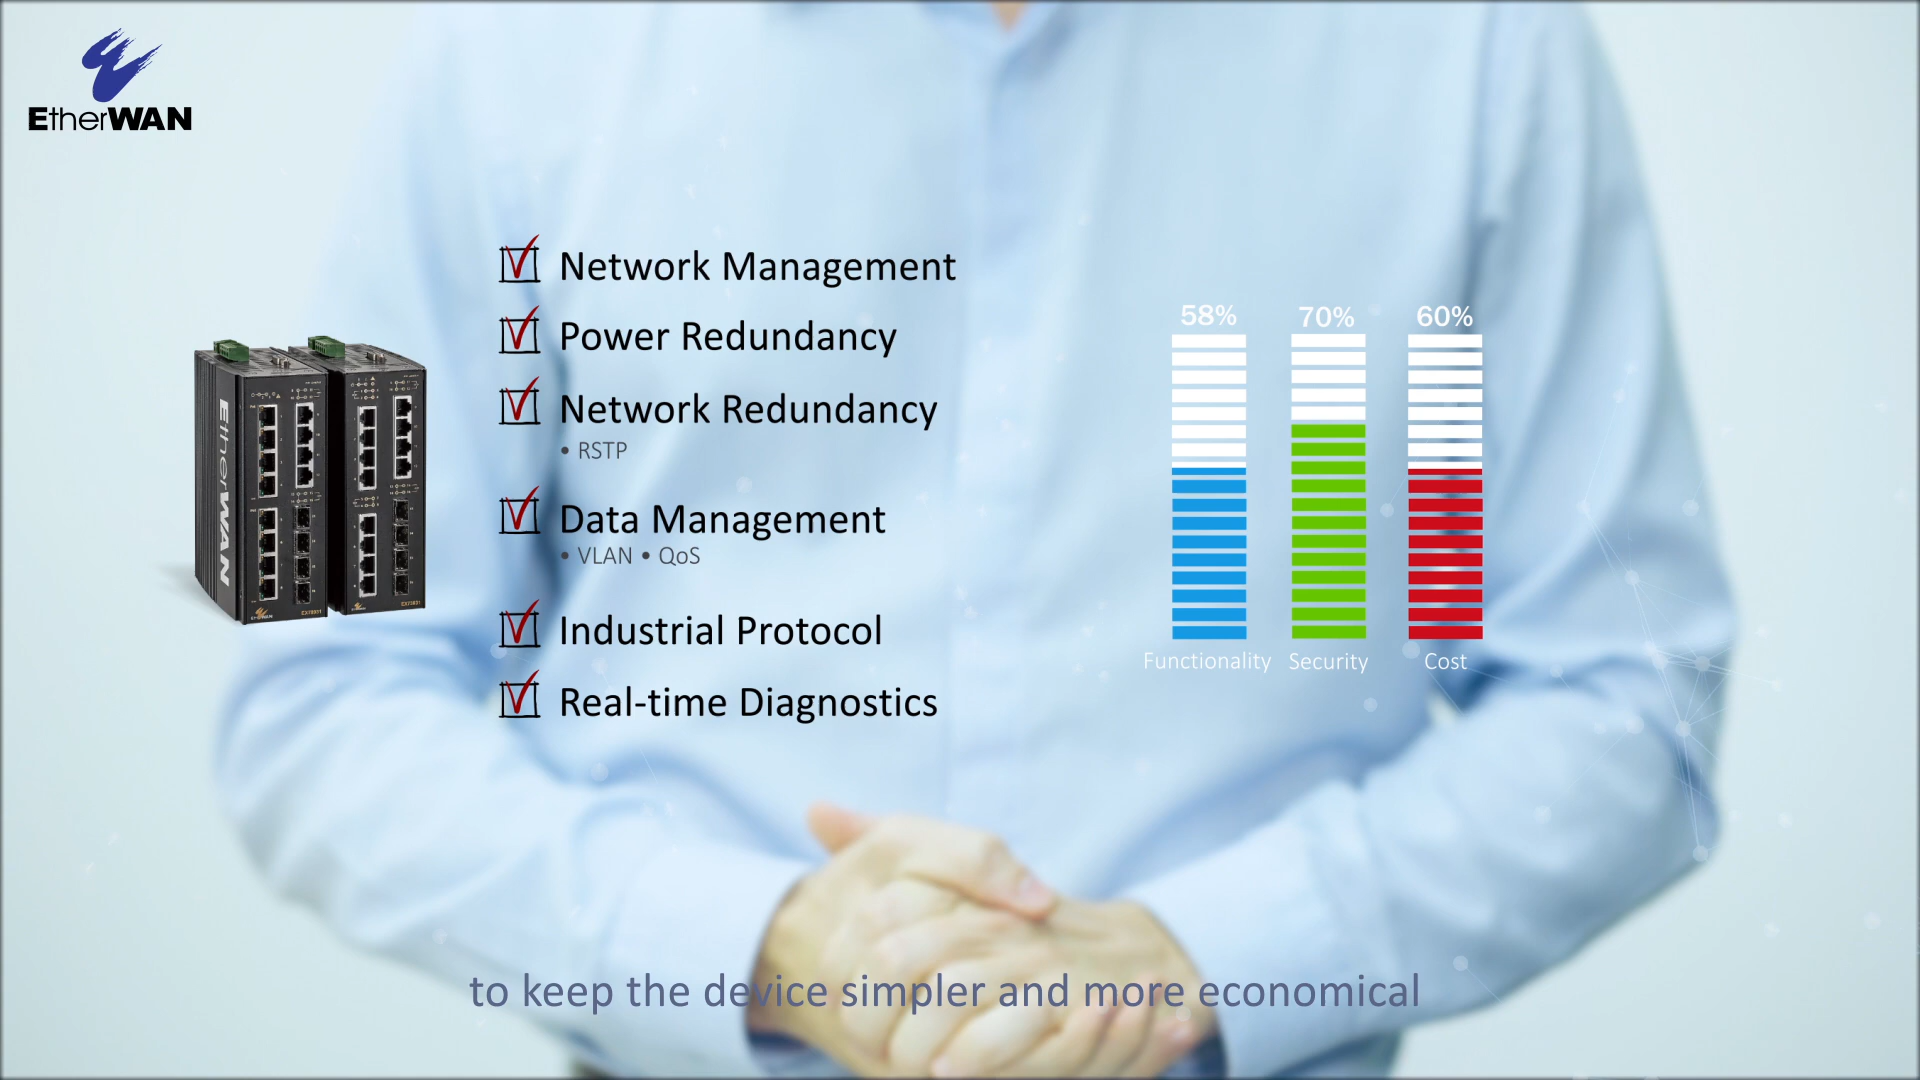 EtherWAN
Network Management
Power Redundancy
Network Redundancy
• RSTP
Data Management
• VLAN • QoS
Industrial Protocol
Real-time Diagnostics
EtherWAN
58% 70% 60%
Functionality Security Cost
to keep the device simpler and more economical